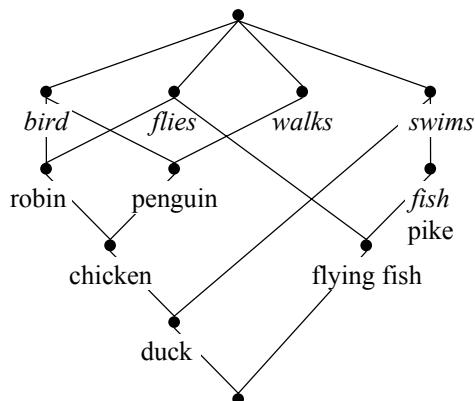 bird flies walks swims
robin penguin fish
pike
chicken flying fish
duck